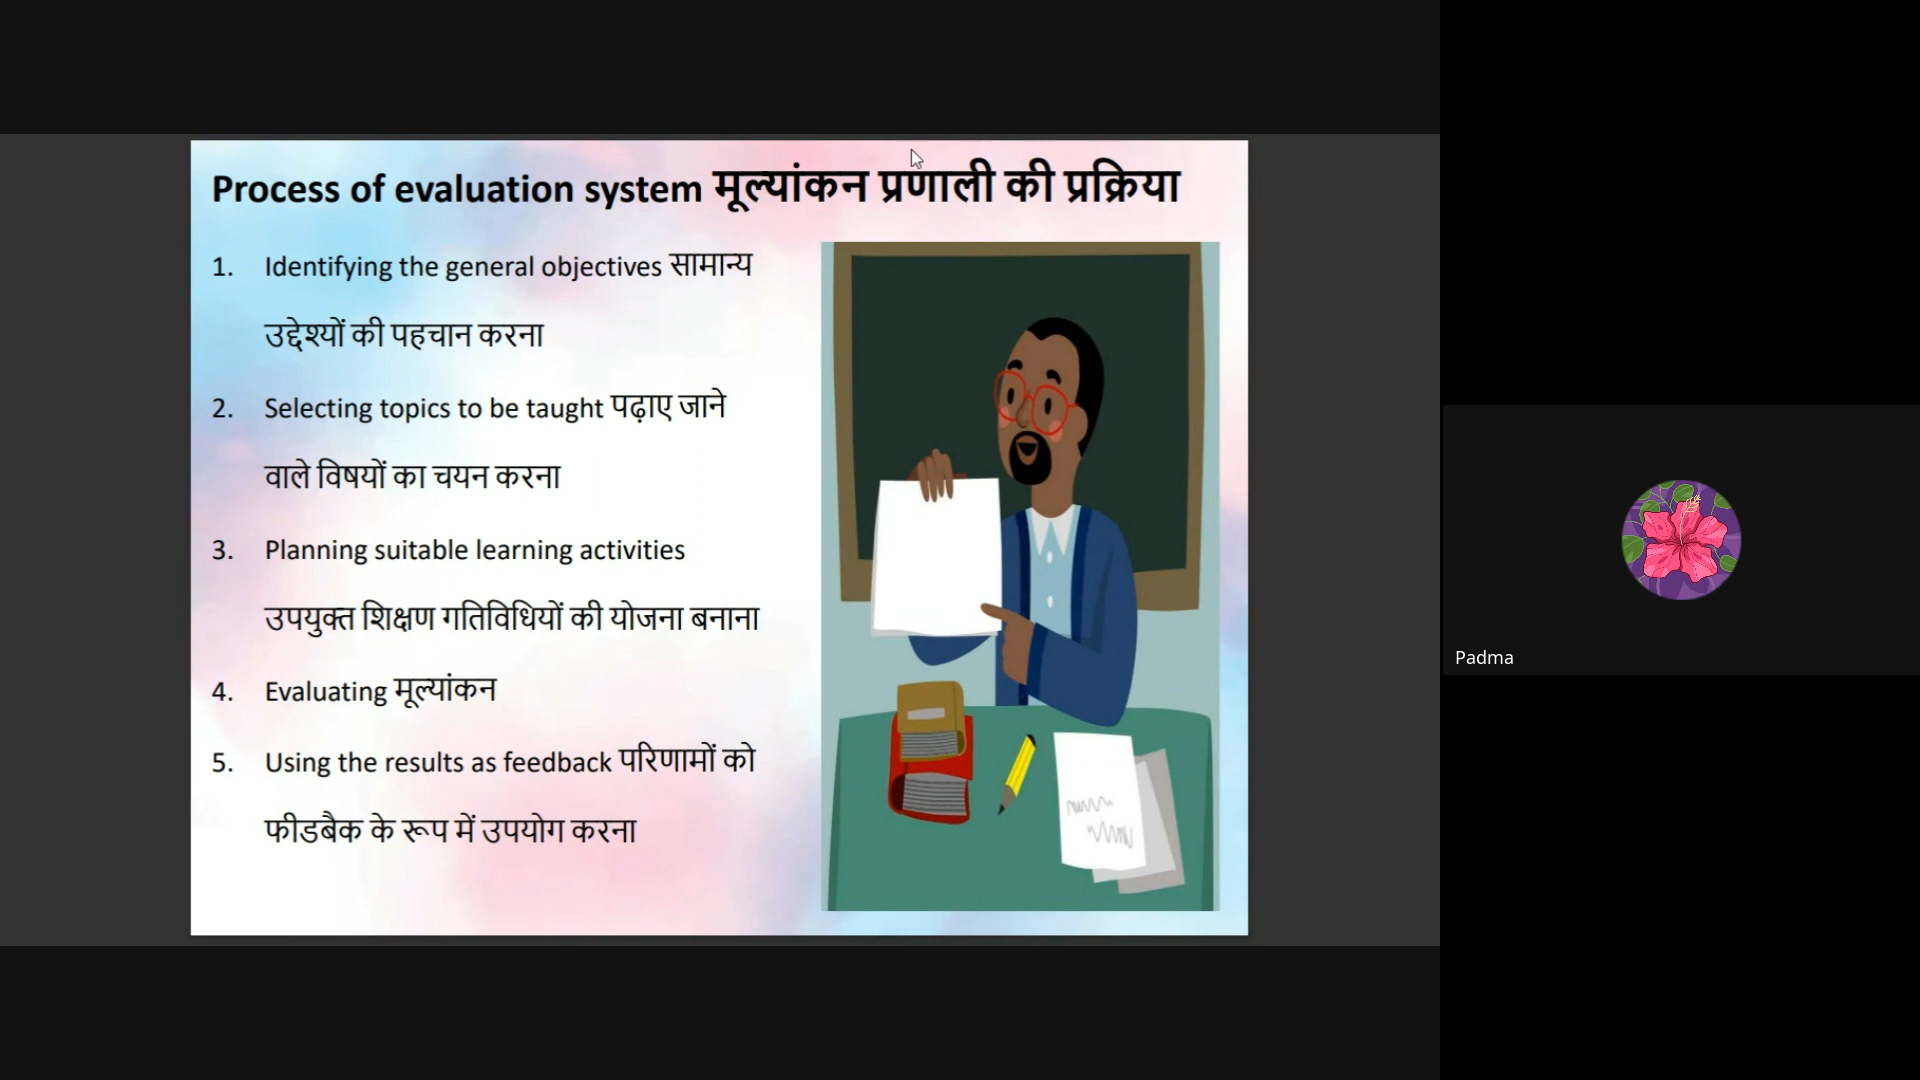 Process of evaluation system मूल्यांकन प्रणाली की प्रक्रिया
1. Identifying the general objectives सामान्य
उद्देश्यों की पहचान करना
2. Selecting topics to be taught पढ़ाए जाने
वाले विषयों का चयन करना
3. Planning suitable learning activities
उपयुक्त शिक्षण गतिविधियों की योजना बनाना
4. Evaluating मूल्यांकन
5. Using the results as feedback परिणामों को
फीडबैक के रूप में उपयोग करना
Padma